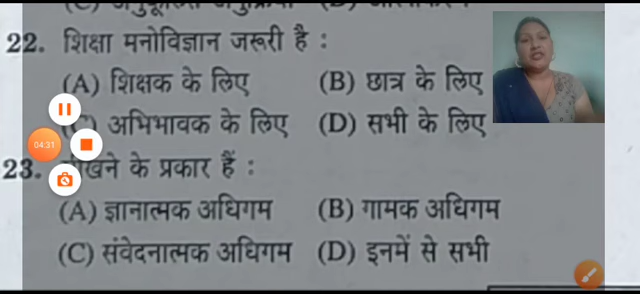 22. शिक्षा मनोविज्ञान जरूरी है :
(A) शिक्षक के लिए (B) छात्र के लिए
अभिभावक के लिए (D) सभी के लिए
04:31
23. के प्रकार हैं :
(A) ज्ञानात्मक अधिगम (B) गामक अधिगम
(C) संवेदनात्मक अधिगम (D) इनमें से सभी